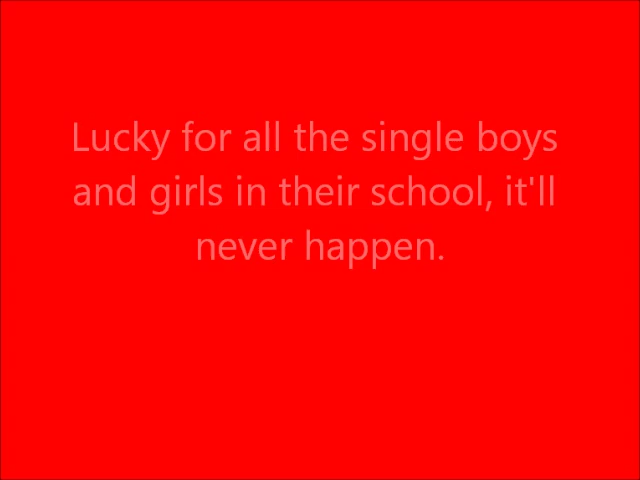 Lucky for all the single boys
and girls in their school, it'll
never happen.